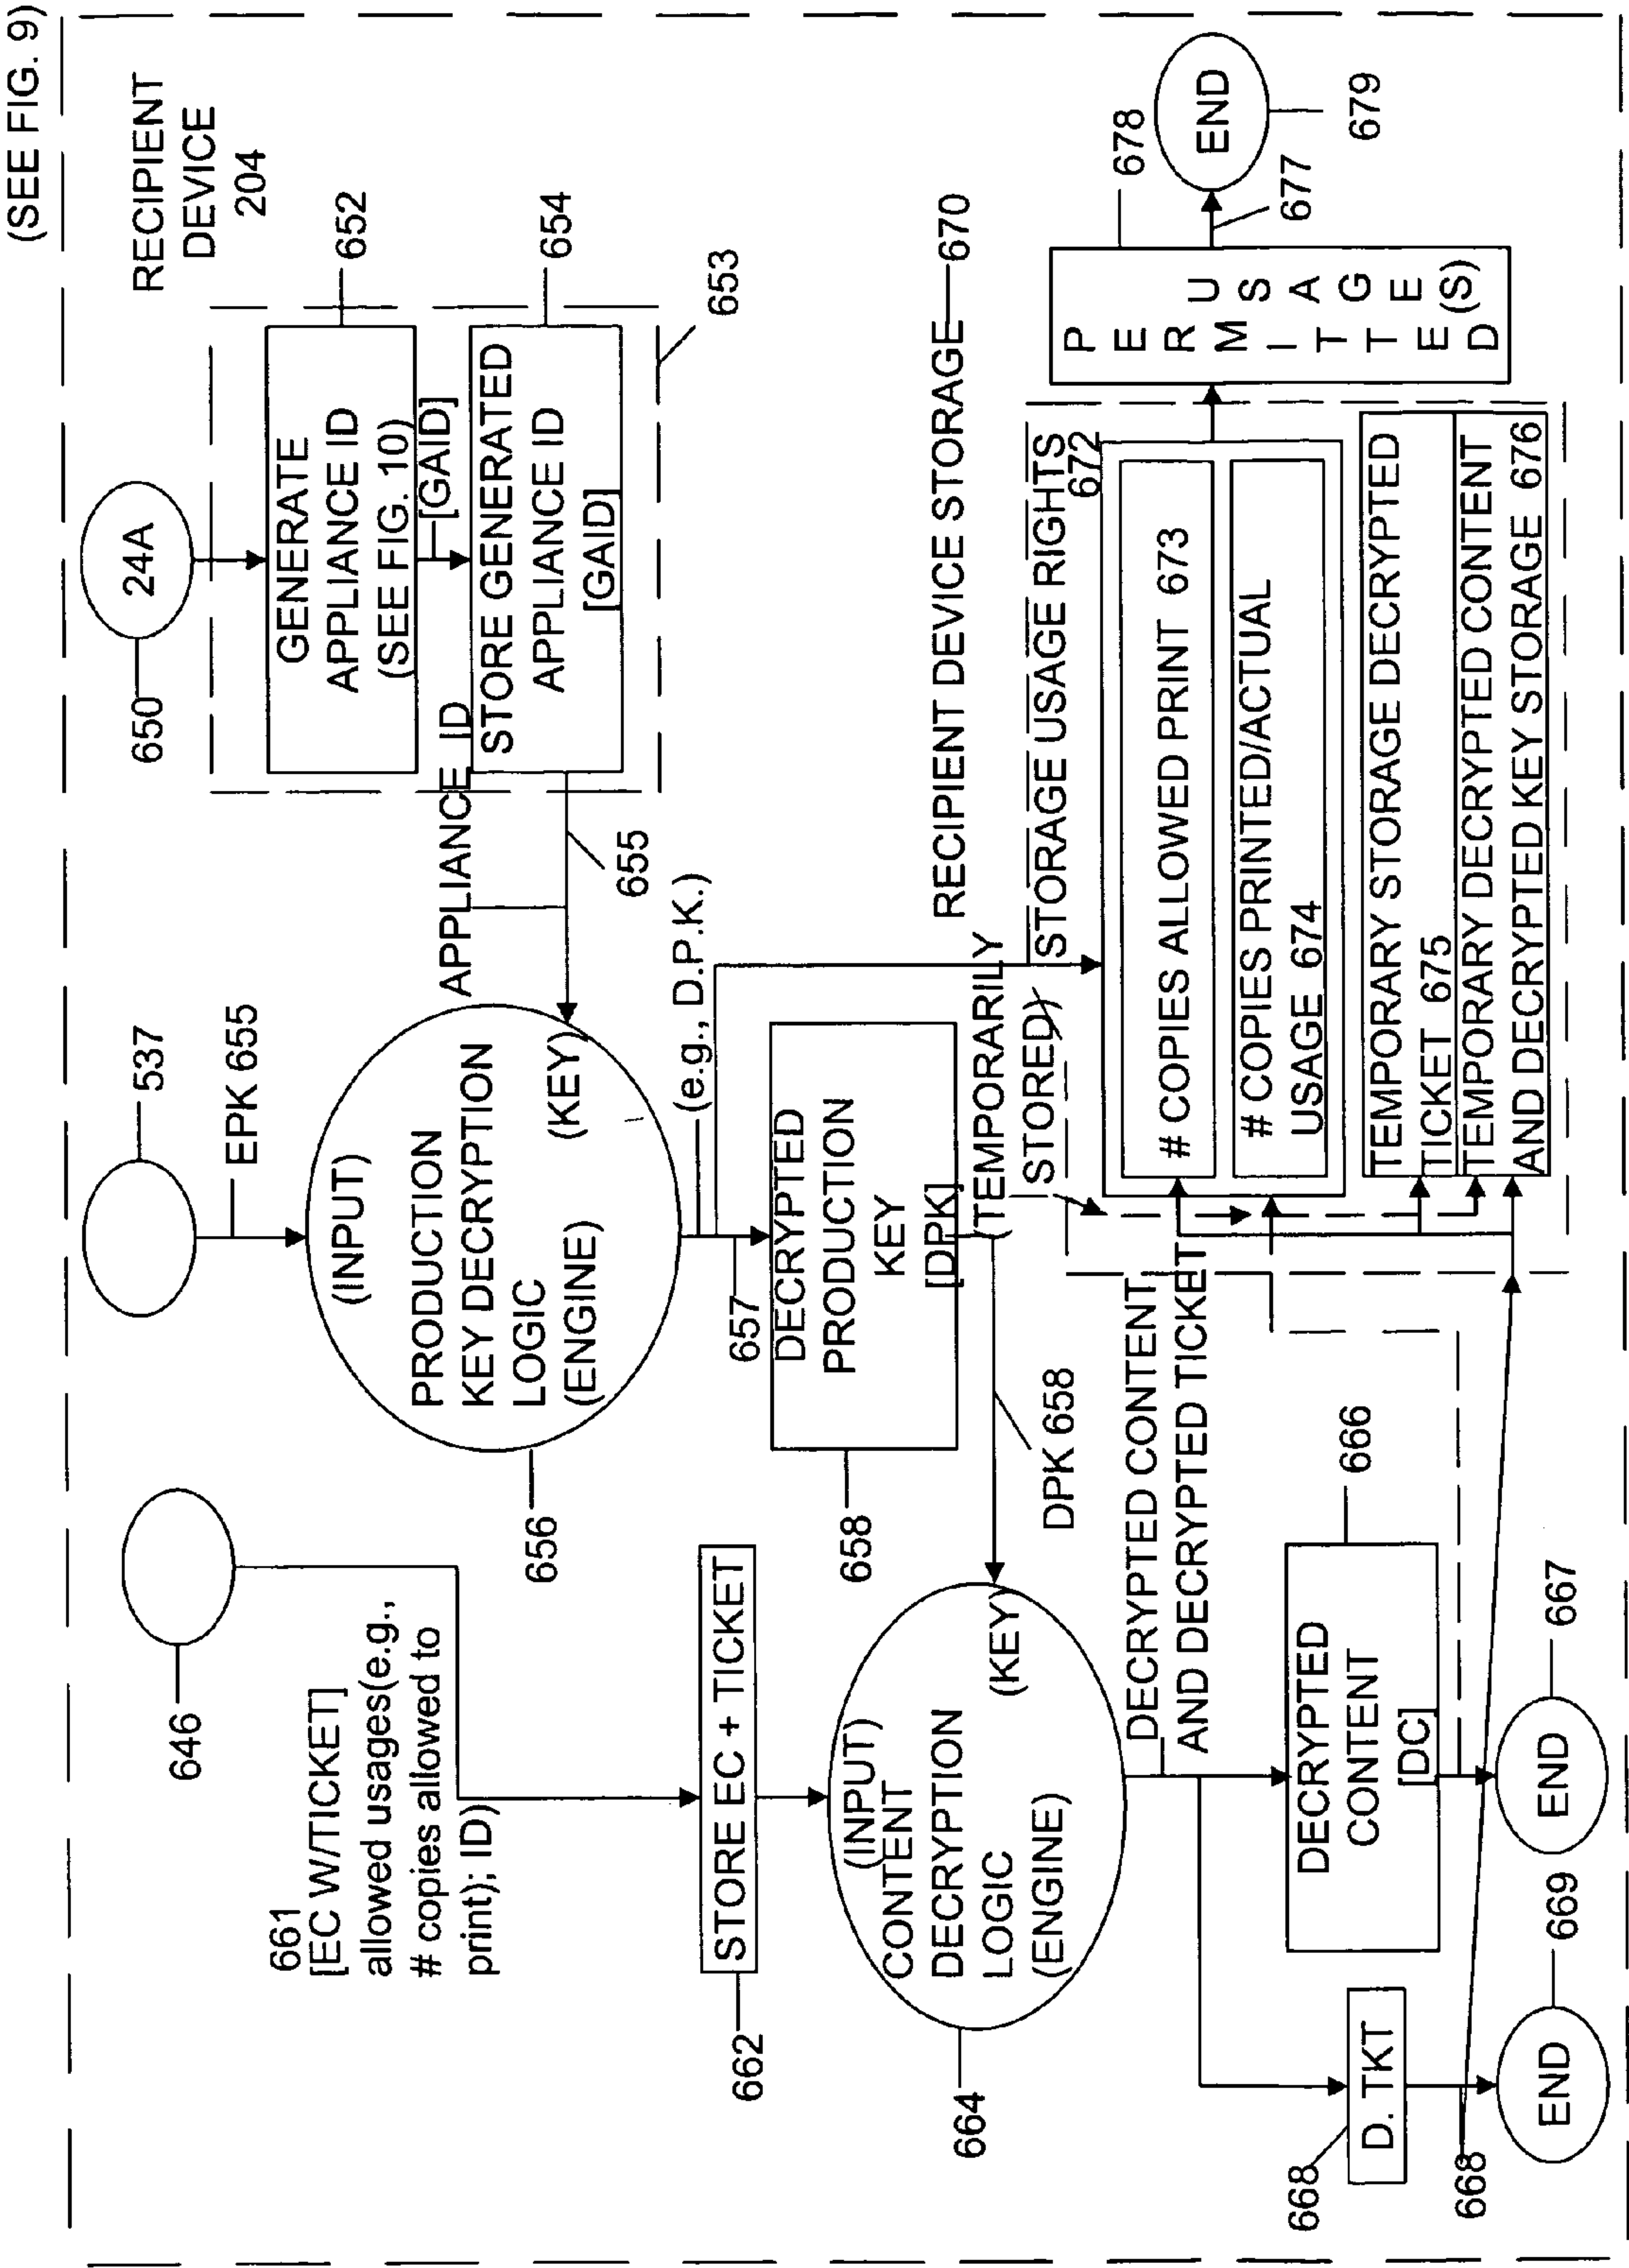 (SEE FIG. 9)
RECIPIENT
DEVICE
204
24A
650
GENERATE
APPLIANCE ID
(SEE FIG. 10)
652
[GAID]
STORE GENERATED
APPLIANCE ID
[GAID]
654
653
APPLIANCE ID
655
537
EPK 655
(INPUT)
PRODUCTION
KEY DECRYPTION
LOGIC
(ENGINE)
(KEY)
656
657
(e.g., D.P.K.)
DECRYPTED
PRODUCTION
KEY
[DPK]
658
(TEMPORARILY
STORED)
DPK 658
646
661
[EC W/TICKET]
allowed usages(e.g.,
# copies allowed to
print); ID)
STORE EC + TICKET
662
(INPUT)
CONTENT
DECRYPTION
LOGIC
(ENGINE)
(KEY)
664
DECRYPTED CONTENT
AND DECRYPTED TICKET
DECRYPTED
CONTENT
[DC]
666
END
667
D. TKT
668
668
END
669
RECIPIENT DEVICE STORAGE
670
STORAGE USAGE RIGHTS
672
# COPIES ALLOWED PRINT 673
# COPIES PRINTED/ACTUAL
USAGE 674
TEMPORARY STORAGE DECRYPTED
TICKET 675
TEMPORARY DECRYPTED CONTENT
AND DECRYPTED KEY STORAGE 676
PERMITTED
USAGE(S)
678
677
END
679